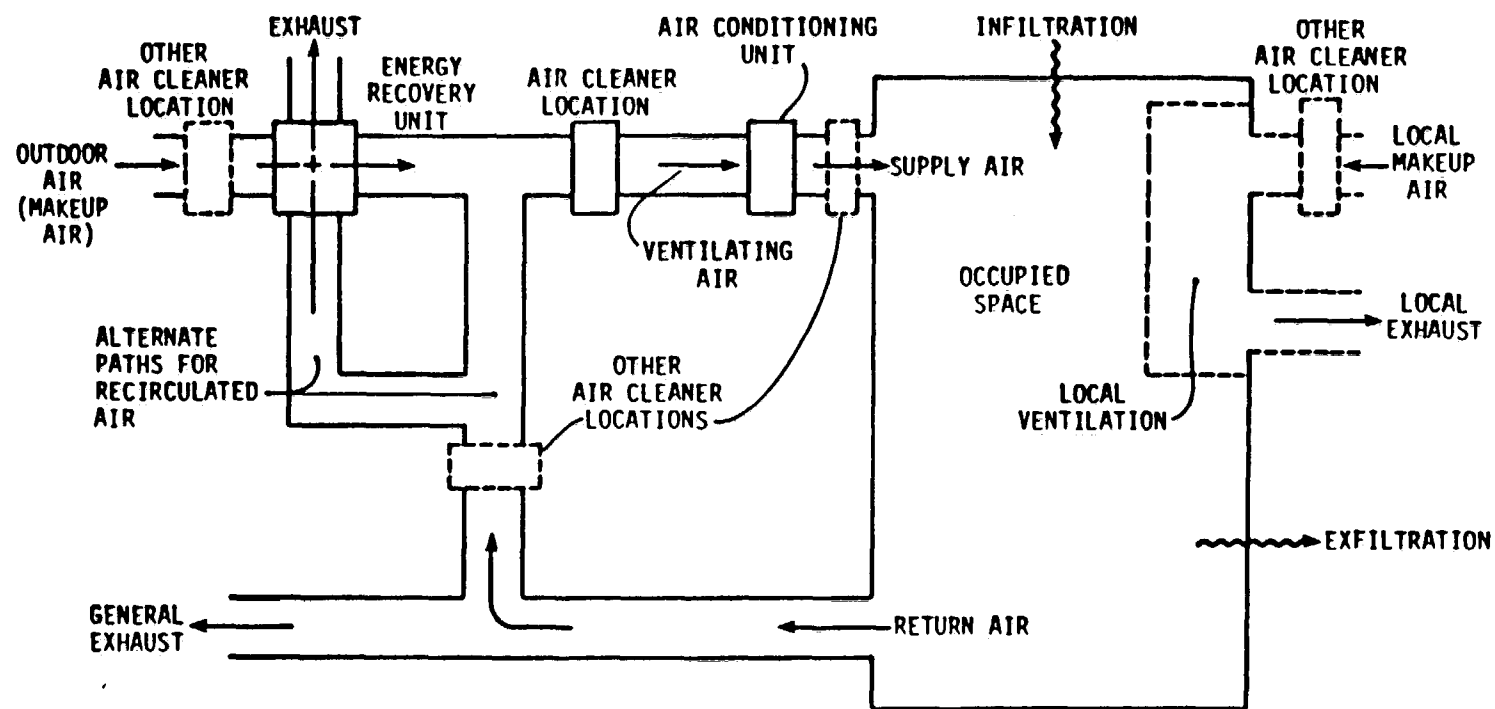 EXHAUST
OTHER
AIR CLEANER
LOCATION
ENERGY
RECOVERY
UNIT
AIR CLEANER
LOCATION
AIR CONDITIONING
UNIT
INFILTRATION
OTHER
AIR CLEANER
LOCATION
OUTDOOR
AIR
(MAKEUP
AIR)
SUPPLY AIR
LOCAL
MAKEUP
AIR
VENTILATING
AIR
OCCUPIED
SPACE
LOCAL
EXHAUST
ALTERNATE
PATHS FOR
RECIRCULATED
AIR
OTHER
AIR CLEANER
LOCATIONS
LOCAL
VENTILATION
EXFILTRATION
GENERAL
EXHAUST
RETURN AIR